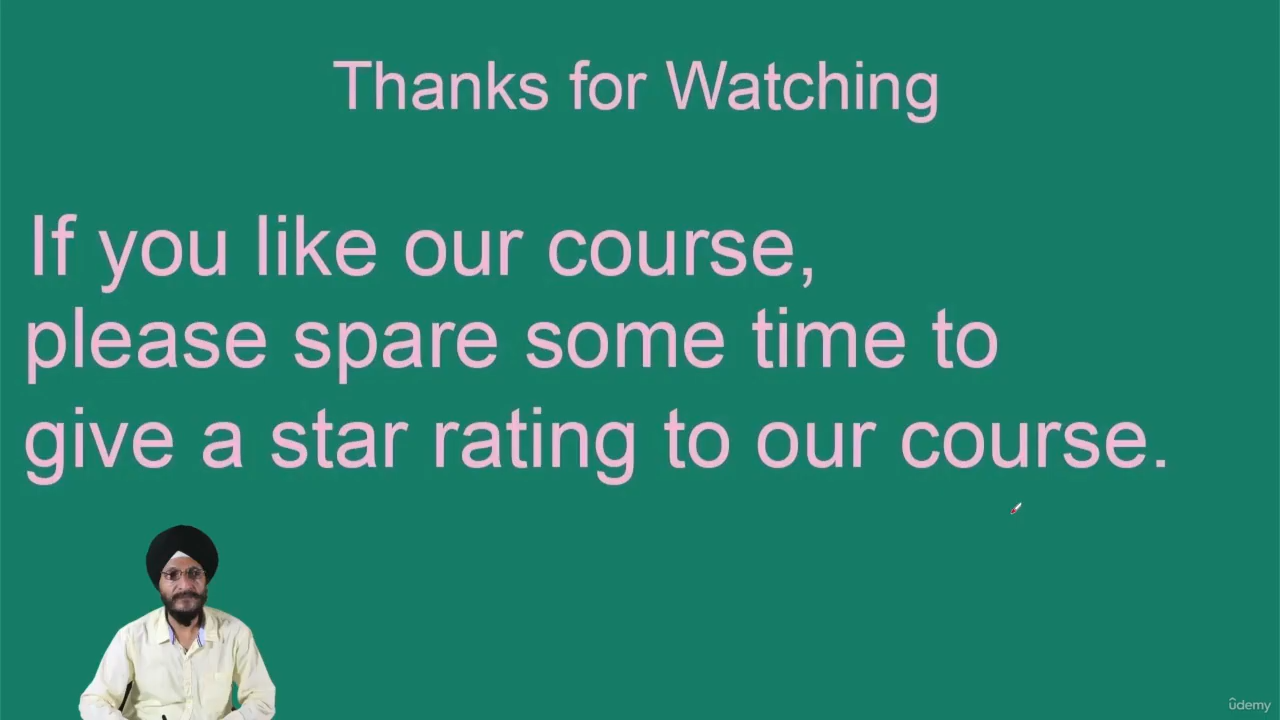 Thanks for Watching
If you like our course,
please spare some time to
give a star rating to our course.
ûdemy